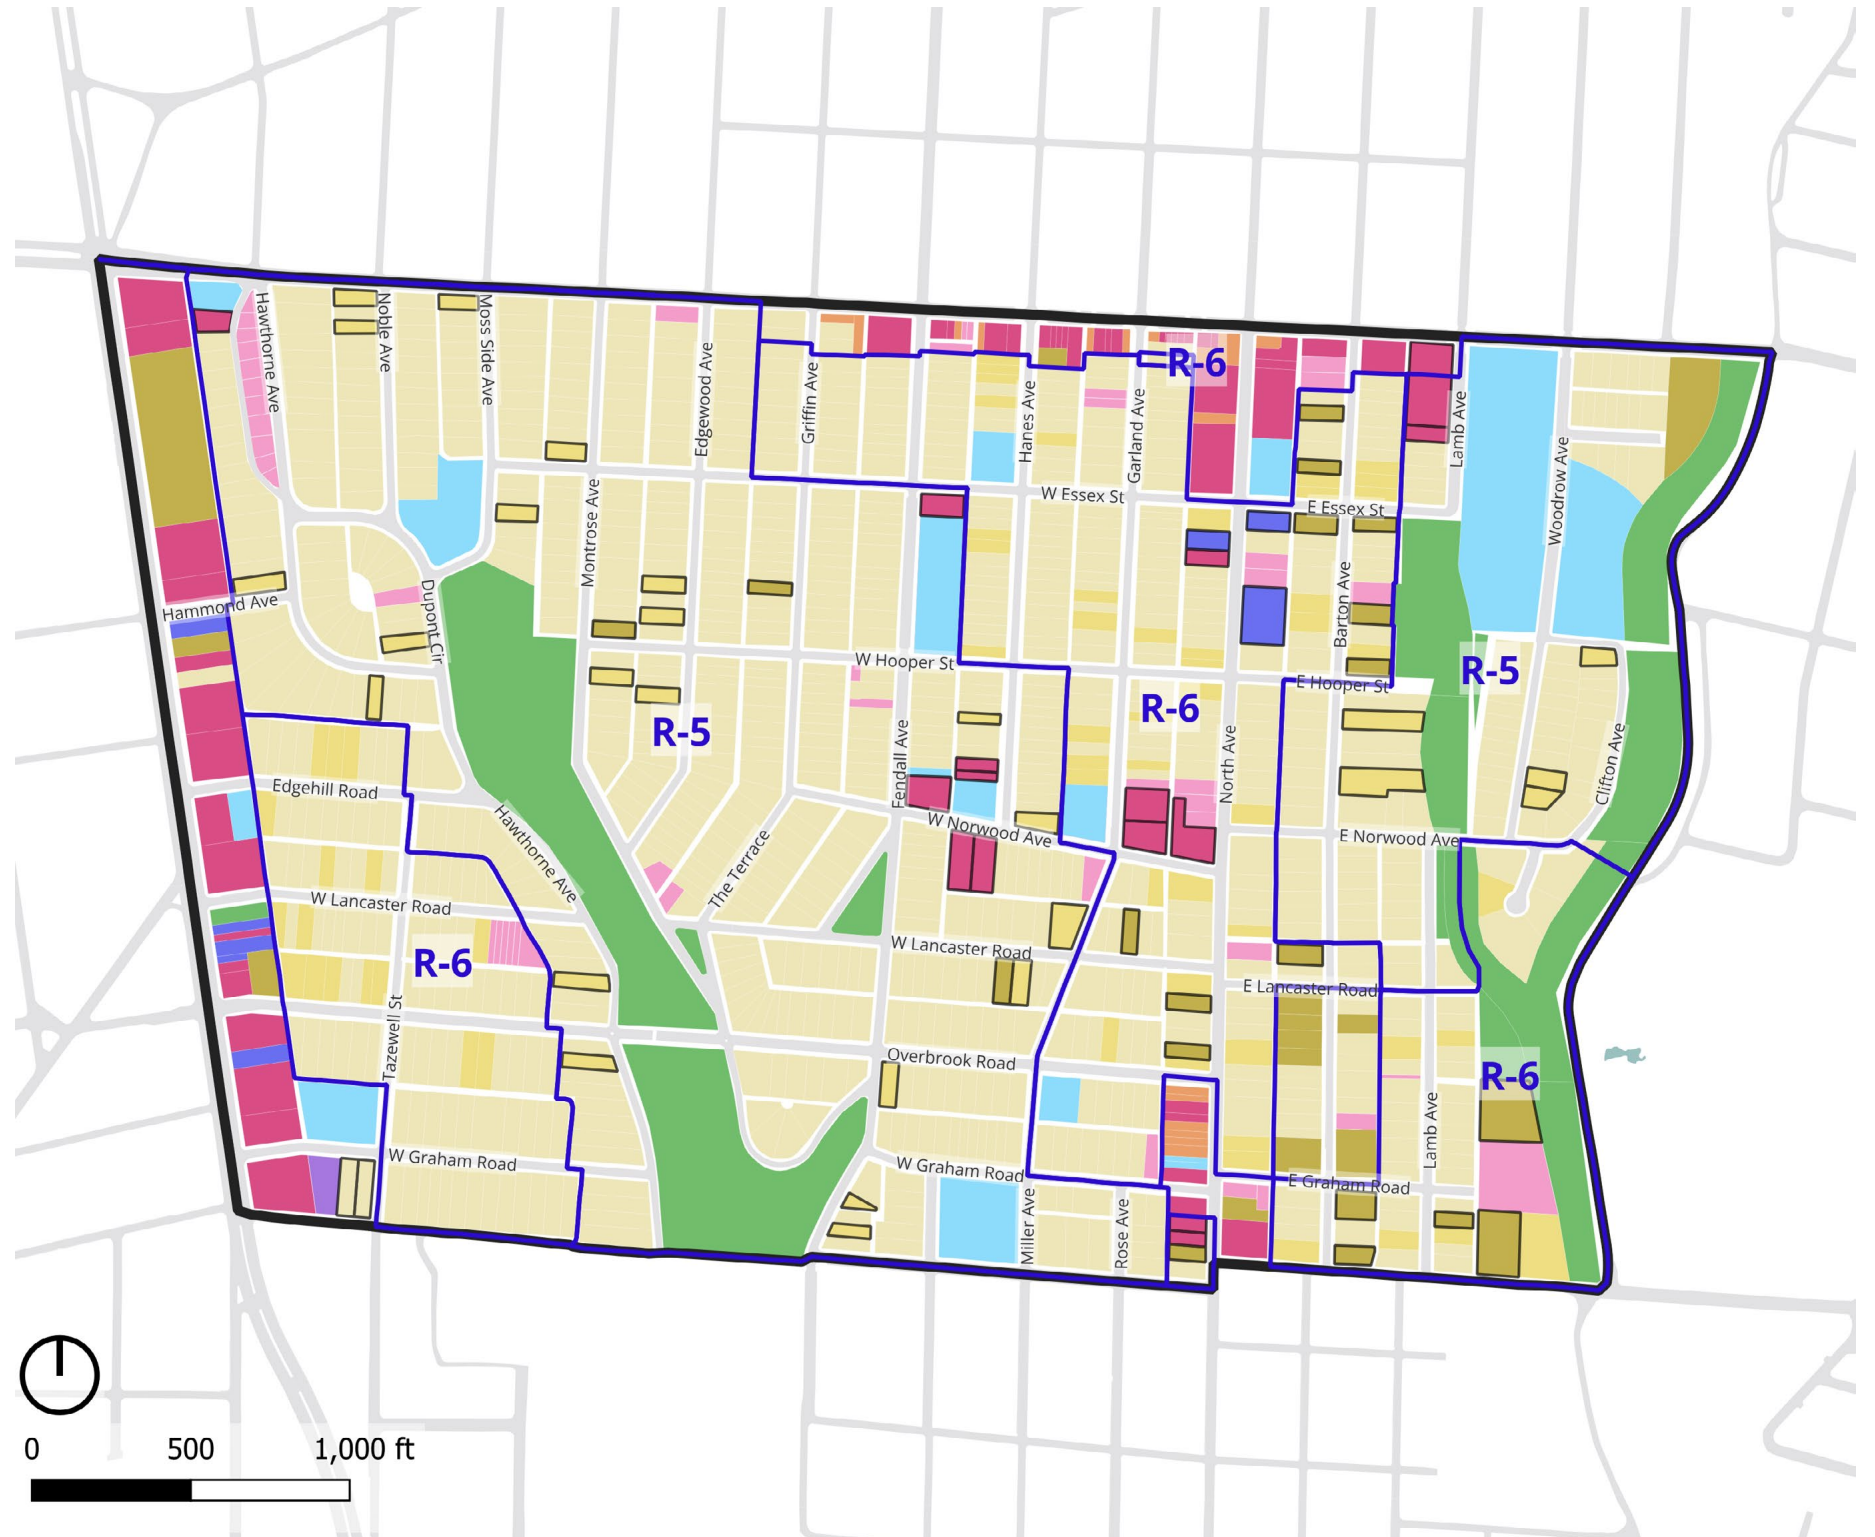 Hawthorne Ave
Noble Ave
Moss Side Ave
Edgewood Ave
Griffin Ave
Hanes Ave
Garland Ave
R-6
Lamb Ave
Woodrow Ave
W Essex St
E Essex St
Montrose Ave
Hammond Ave
Dupont Cir
Barton Ave
W Hooper St
E Hooper St
R-5
R-5
R-6
Fendall Ave
North Ave
Clifton Ave
Edgehill Road
Hawthorne Ave
The Terrace
W Norwood Ave
E Norwood Ave
W Lancaster Road
W Lancaster Road
R-6
E Lancaster Road
Tazewell St
Overbrook Road
R-6
Lamb Ave
W Graham Road
W Graham Road
E Graham Road
Miller Ave
Rose Ave
0 500 1,000 ft